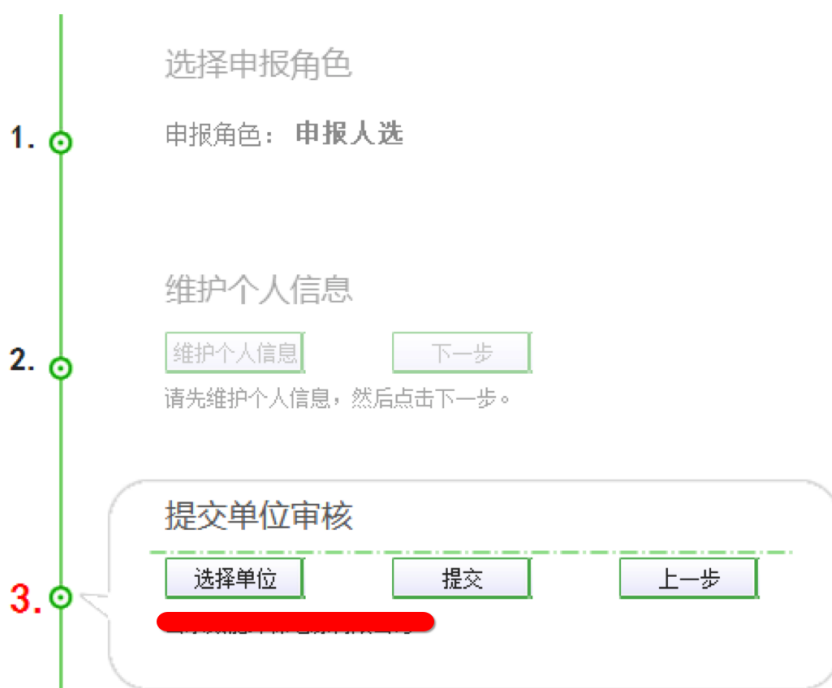 选择申报角色
1.
申报角色： 申报人选
维护个人信息
维护个人信息 下一步
2.
请先维护个人信息，然后点击下一步。
提交单位审核
选择单位 提交 上一步
3.